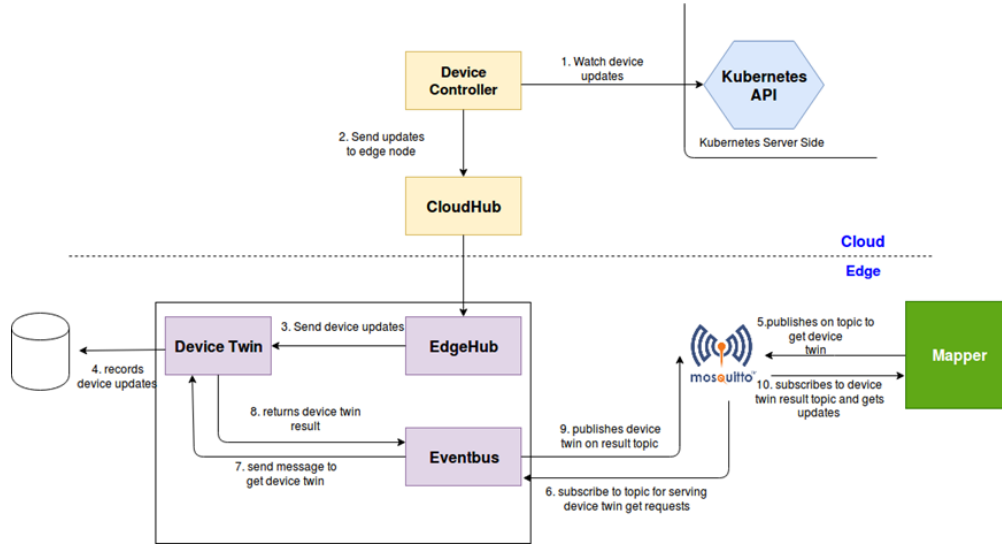 Device
Controller
1. Watch device
updates
Kubernetes
API
Kubernetes Server Side
2. Send updates
to edge node
CloudHub
Cloud
Edge
Device Twin
3. Send device updates
EdgeHub
4. records
device updates
mosquitto™
5.publishes on topic to
get device
twin
Mapper
10. subscribes to device
twin result topic and gets
updates
8. returns device twin
result
Eventbus
9. publishes device
twin on result topic
7. send message to
get device twin
6. subscribe to topic for serving
device twin get requests